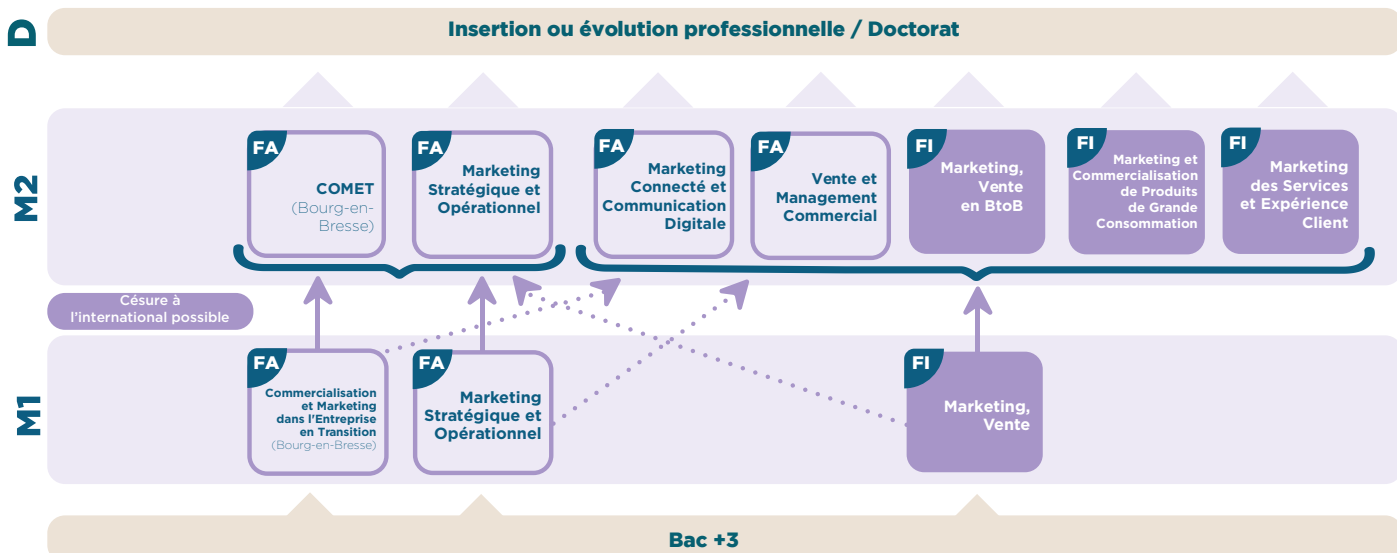 D
Insertion ou évolution professionnelle / Doctorat
M2
FA
COMET
(Bourg-en-
Bresse)
FA
Marketing
Stratégique et
Opérationnel
FA
Marketing
Connecté et
Communication
Digitale
FA
Vente et
Management
Commercial
FI
Marketing,
Vente
en BtoB
FI
Marketing et
Commercialisation
de Produits
de Grande
Consommation
FI
Marketing
des Services
et Expérience
Client
Césure à
l'international possible
M1
FA
Commercialisation
et Marketing
dans l'Entreprise
en Transition
(Bourg-en-Bresse)
FA
Marketing
Stratégique et
Opérationnel
FI
Marketing,
Vente
Bac +3